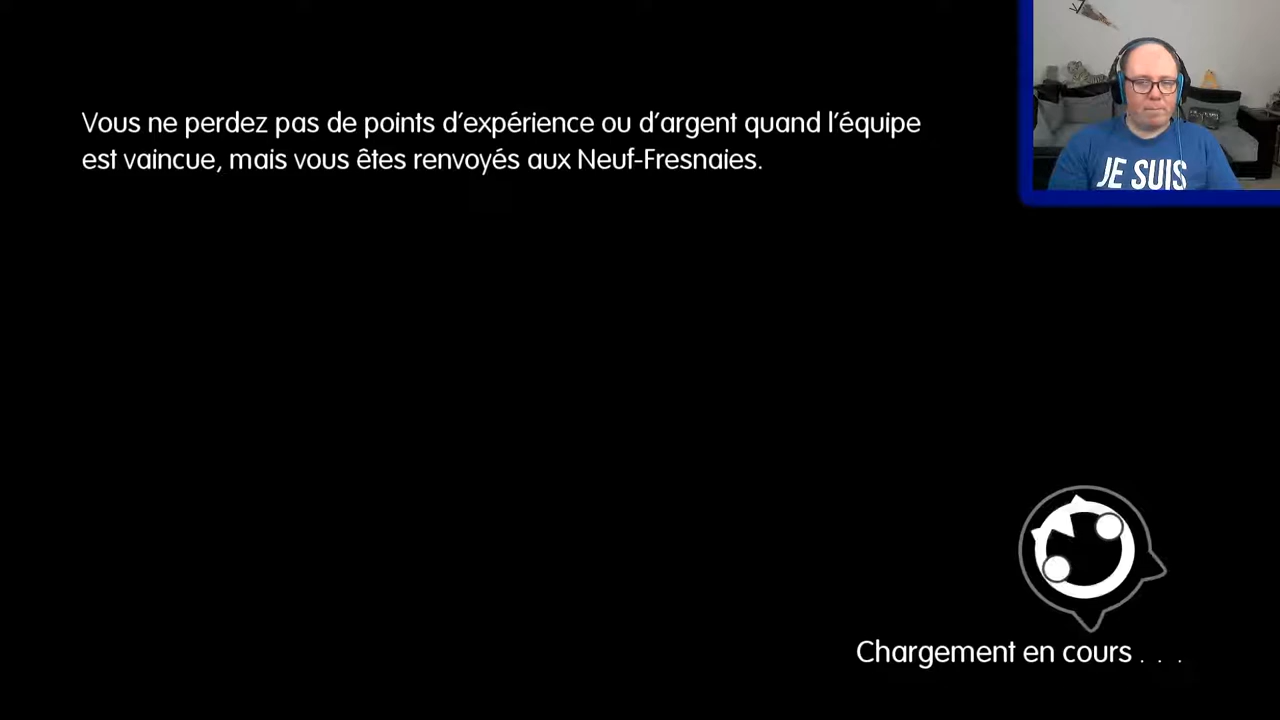 Vous ne perdez pas de points d'expérience ou d'argent quand l'équipe
est vaincue, mais vous êtes renvoyés aux Neuf-Fresnaies.
JE SUIS
Chargement en cours . . .